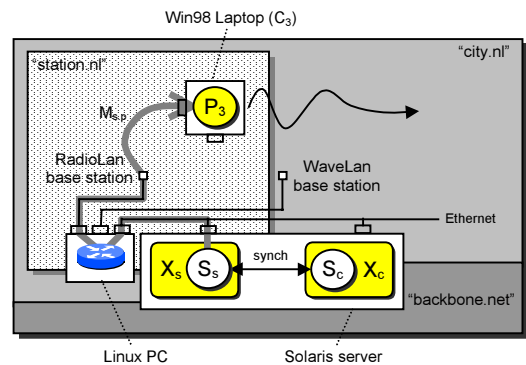 Win98 Laptop (C3)
“station.nl”
“city.nl”
P3
Ms,p
RadioLan
base station
WaveLan
base station
Ethernet
Xs
Ss
synch
Sc
Xc
“backbone.net”
Linux PC
Solaris server